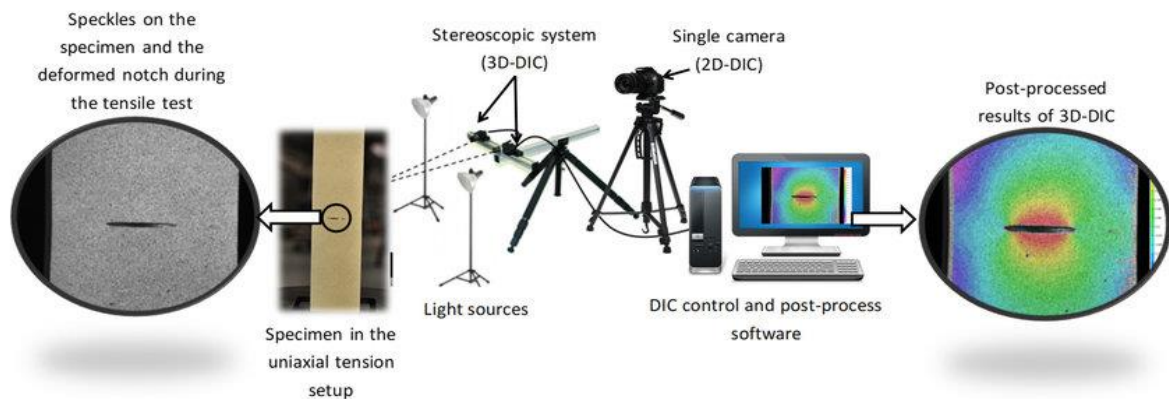 Speckles on the
specimen and the
deformed notch during
the tensile test
Stereoscopic system
(3D-DIC)
Single camera
(2D-DIC)
Post-processed
results of 3D-DIC
Light sources
DIC control and post-process
software
Specimen in the
uniaxial tension
setup